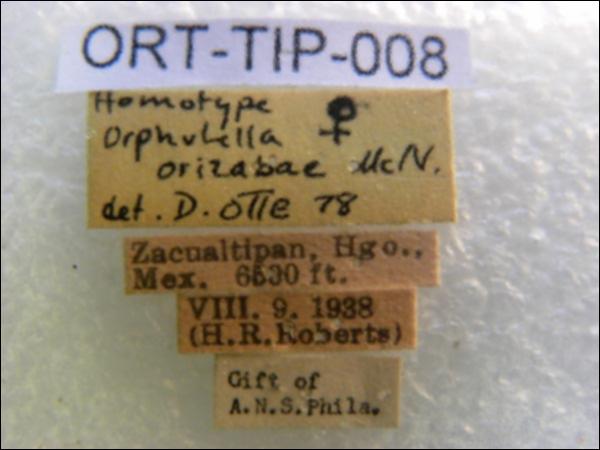 ORT-TIP-008
Homotype ♀
Orphulella
orizabae McN.
det. D. Otte 78
Zacualtipan, Hgo.,
Mex. 6530 ft.
VIII. 9. 1938
(H.R.Roberts)
Gift of
A.N.S.Phila.